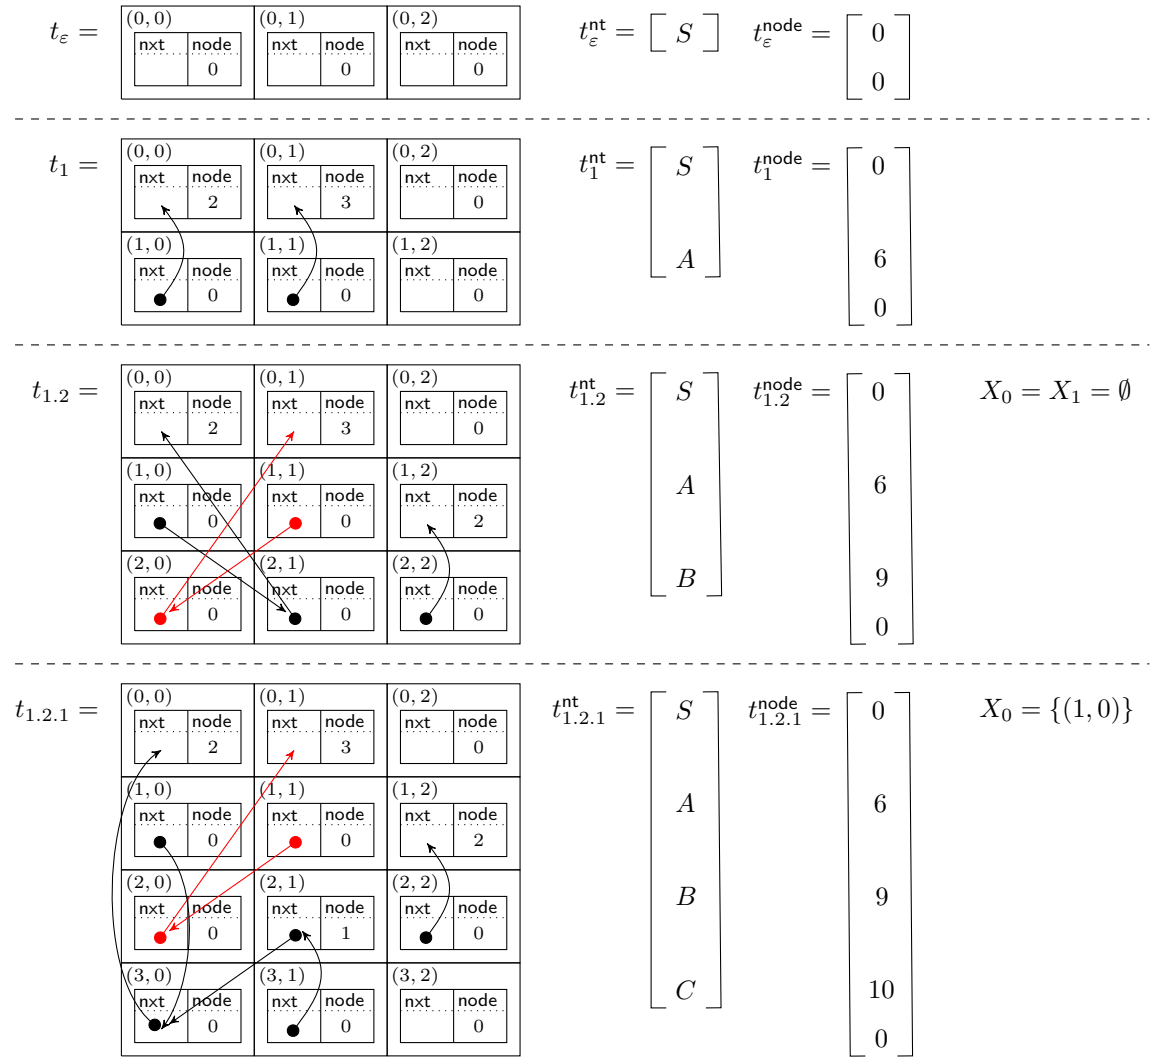 t_ε = (0, 0) (0, 1) (0, 2) t_ε^nt = [ S ] t_ε^node = 0
nxt node nxt node nxt node
0 0 0 0
t_1 = (0, 0) (0, 1) (0, 2) t_1^nt = S t_1^node = 0
nxt node nxt node nxt node
2 3 0
(1, 0) (1, 1) (1, 2)
nxt node nxt node nxt node A 6
0 0 0 0
t_1.2 = (0, 0) (0, 1) (0, 2) t_1.2^nt = S t_1.2^node = 0 X_0 = X_1 = ∅
nxt node nxt node nxt node
2 3 0
(1, 0) (1, 1) (1, 2)
nxt node nxt node nxt node A 6
0 0 2
(2, 0) (2, 1) (2, 2)
nxt node nxt node nxt node B 9
0 0 0 0
t_1.2.1 = (0, 0) (0, 1) (0, 2) t_1.2.1^nt = S t_1.2.1^node = 0 X_0 = {(1, 0)}
nxt node nxt node nxt node
2 3 0
(1, 0) (1, 1) (1, 2)
nxt node nxt node nxt node A 6
0 0 2
(2, 0) (2, 1) (2, 2)
nxt node nxt node nxt node B 9
0 1 0
(3, 0) (3, 1) (3, 2)
nxt node nxt node nxt node C 10
0 0 0 0